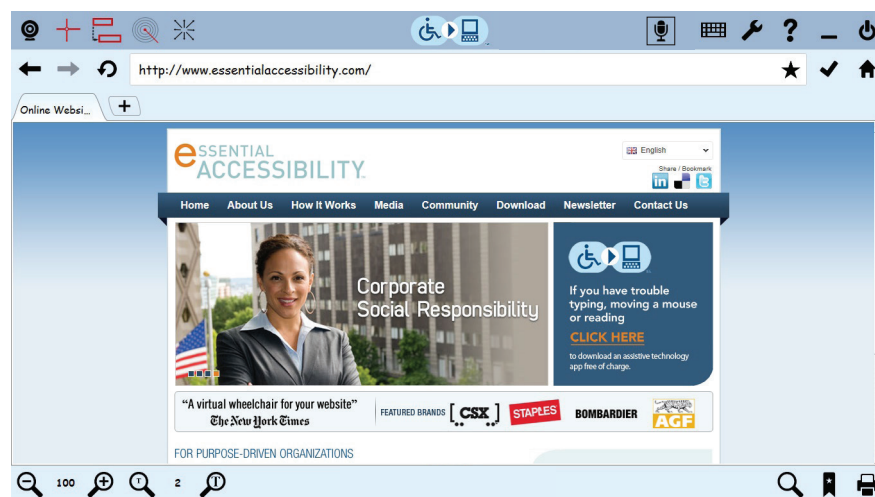 ?
http://www.essentialaccessibility.com/
Online Websi...
+
eSSENTIAL
ACCESSIBILITY
English
Share / Bookmark
in
Home About Us How It Works Media Community Download Newsletter Contact Us
Corporate
Social Responsibility
If you have trouble
typing, moving a mouse
or reading
CLICK HERE
to download an assistive technology
app free of charge.
“A virtual wheelchair for your website”
The New York Times
FEATURED BRANDS [CSX] STAPLES BOMBARDIER AGF
FOR PURPOSE-DRIVEN ORGANIZATIONS
100 T 2 T